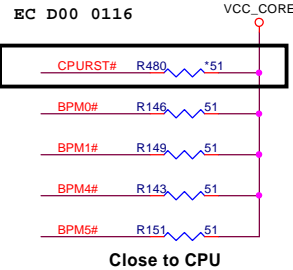 EC D00 0116 VCC_CORE
CPURST# R480 *51
BPM0# R146 51
BPM1# R149 51
BPM4# R143 51
BPM5# R151 51
Close to CPU